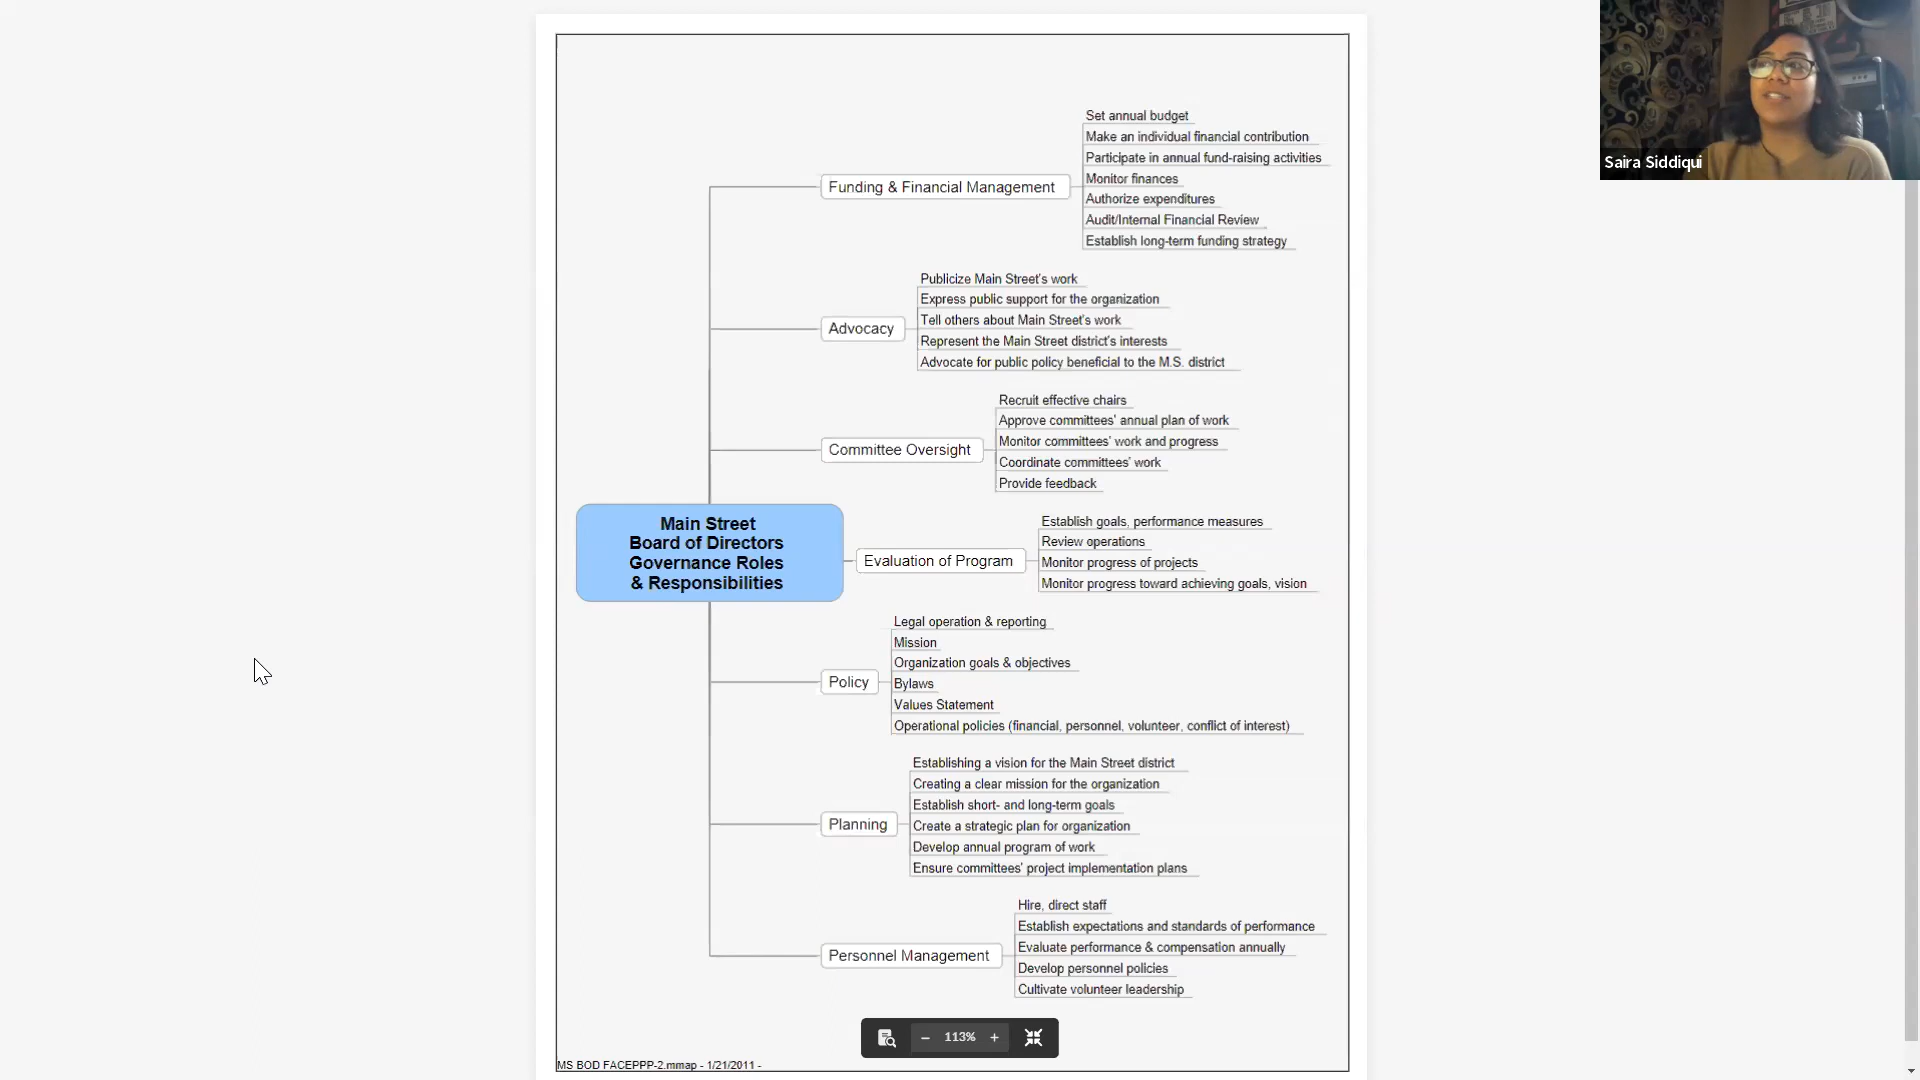 Saira Siddiqui
Set annual budget
Make an individual financial contribution
Participate in annual fund-raising activities
Funding & Financial Management
Monitor finances
Authorize expenditures
Audit/Internal Financial Review
Establish long-term funding strategy
Publicize Main Street's work
Express public support for the organization
Advocacy
Tell others about Main Street's work
Represent the Main Street district's interests
Advocate for public policy beneficial to the M.S. district
Recruit effective chairs
Approve committees' annual plan of work
Committee Oversight
Monitor committees' work and progress
Coordinate committees' work
Provide feedback
Main Street
Board of Directors
Governance Roles
& Responsibilities
Establish goals, performance measures
Review operations
Evaluation of Program
Monitor progress of projects
Monitor progress toward achieving goals, vision
Legal operation & reporting
Mission
Organization goals & objectives
Policy
Bylaws
Values Statement
Operational policies (financial, personnel, volunteer, conflict of interest)
Establishing a vision for the Main Street district
Creating a clear mission for the organization
Establish short- and long-term goals
Planning
Create a strategic plan for organization
Develop annual program of work
Ensure committees' project implementation plans
Hire, direct staff
Establish expectations and standards of performance
Personnel Management
Evaluate performance & compensation annually
Develop personnel policies
Cultivate volunteer leadership
113%
MS BOD FACEPPP-2.mmap - 1/21/2011 -